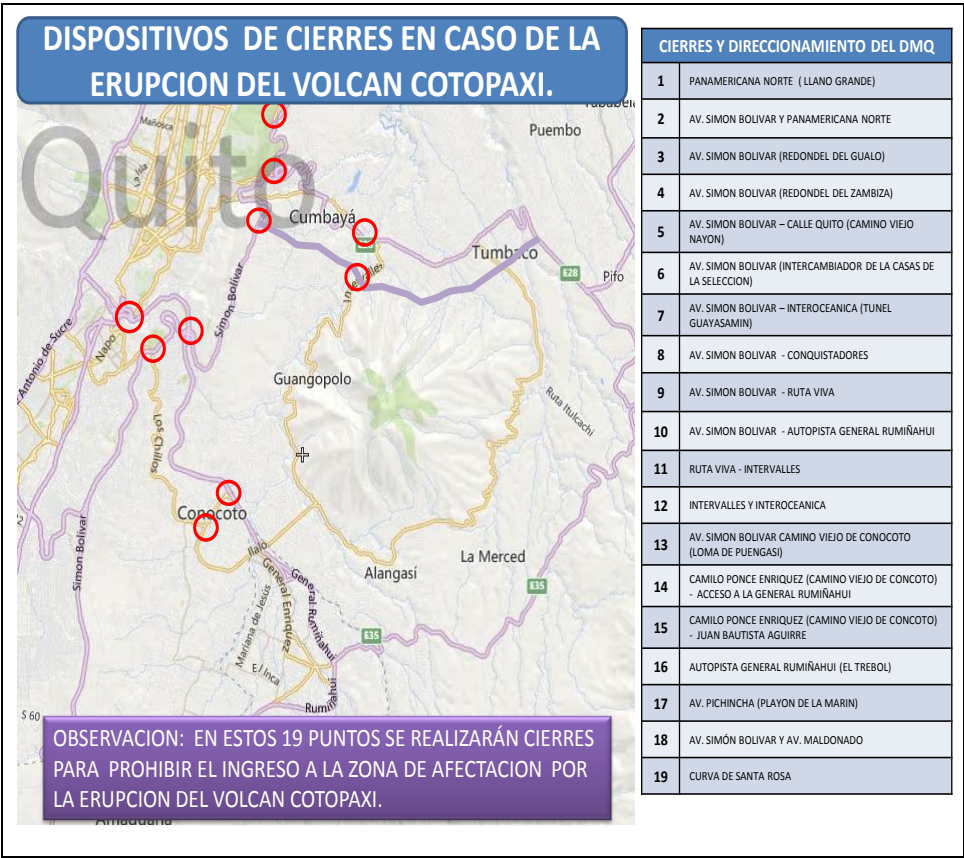 DISPOSITIVOS DE CIERRES EN CASO DE LA
ERUPCION DEL VOLCAN COTOPAXI.
CIERRES Y DIRECCIONAMIENTO DEL DMQ
1 PANAMERICANA NORTE ( LLANO GRANDE)
2 AV. SIMON BOLIVAR Y PANAMERICANA NORTE
3 AV. SIMON BOLIVAR (REDONDEL DEL GUALO)
4 AV. SIMON BOLIVAR (REDONDEL DEL ZAMBIZA)
5 AV. SIMON BOLIVAR – CALLE QUITO (CAMINO VIEJO
NAYON)
6 AV. SIMON BOLIVAR (INTERCAMBIADOR DE LA CASAS DE
LA SELECCION)
7 AV. SIMON BOLIVAR – INTEROCEANICA (TUNEL
GUAYASAMIN)
8 AV. SIMON BOLIVAR - CONQUISTADORES
9 AV. SIMON BOLIVAR - RUTA VIVA
10 AV. SIMON BOLIVAR - AUTOPISTA GENERAL RUMIÑAHUI
11 RUTA VIVA - INTERVALLES
12 INTERVALLES Y INTEROCEANICA
13 AV. SIMON BOLIVAR CAMINO VIEJO DE CONOCOTO
(LOMA DE PUENGASI)
14 CAMILO PONCE ENRIQUEZ (CAMINO VIEJO DE CONCOTO)
- ACCESO A LA GENERAL RUMIÑAHUI
15 CAMILO PONCE ENRIQUEZ (CAMINO VIEJO DE CONCOTO)
- JUAN BAUTISTA AGUIRRE
16 AUTOPISTA GENERAL RUMIÑAHUI (EL TREBOL)
17 AV. PICHINCHA (PLAYON DE LA MARIN)
18 AV. SIMÓN BOLIVAR Y AV. MALDONADO
19 CURVA DE SANTA ROSA
Mañosca
Puembo
La Isla
Quito
Cumbayá
Tumbaco
E28
Pifo
Simon Bolivar
Antonio de Sucre
Napo
Guangopolo
Ruta Itulcachi
Los Chillos
Conocoto
Simon Bolivar
Ilalo
Alangasí
La Merced
General Rumiñahui
General Enriquez
Mariana de Jesús
E35
E35
El Inca
S 60
OBSERVACION: EN ESTOS 19 PUNTOS SE REALIZARÁN CIERRES
PARA PROHIBIR EL INGRESO A LA ZONA DE AFECTACION POR
LA ERUPCION DEL VOLCAN COTOPAXI.